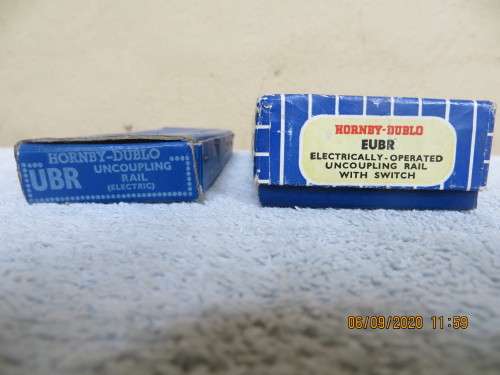 HORNBY-DUBLO
UBR
UNCOUPLING
RAIL
(ELECTRIC)
HORNBY-DUBLO
EUBR
ELECTRICALLY-OPERATED
UNCOUPLING RAIL
WITH SWITCH
06/09/2020 11:59